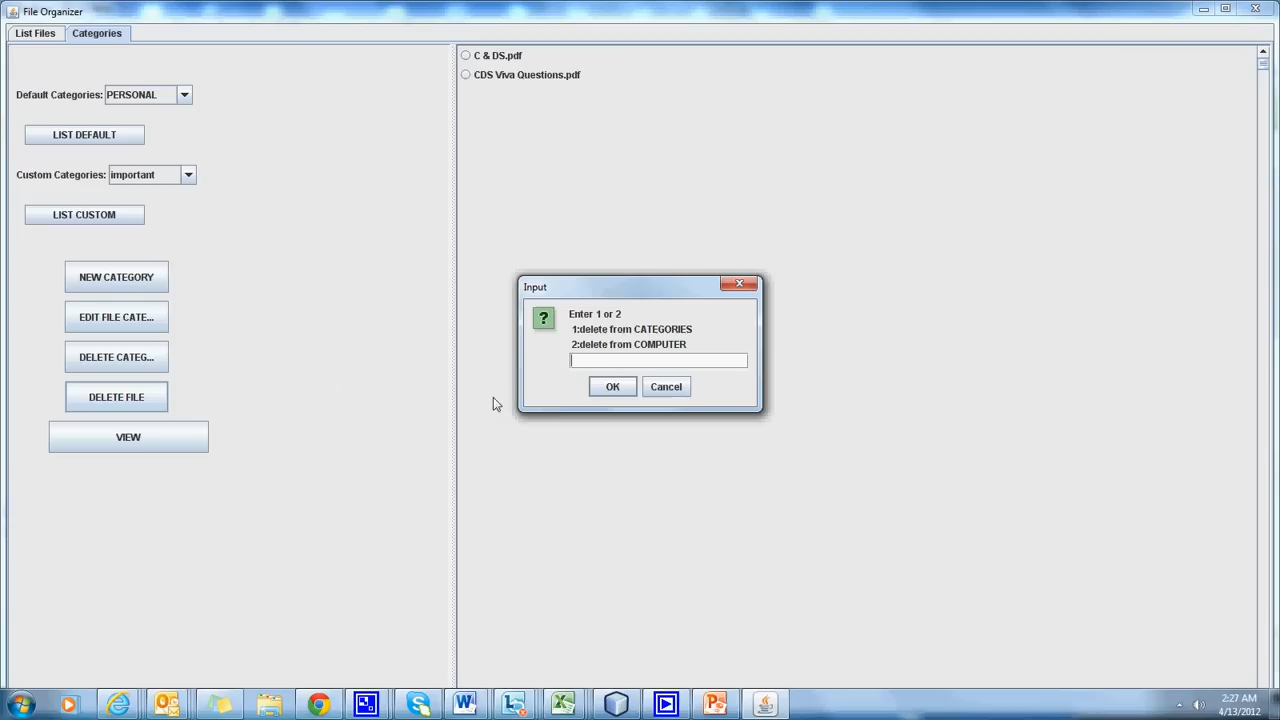 File Organizer
List Files Categories
Default Categories: PERSONAL
LIST DEFAULT
Custom Categories: important
LIST CUSTOM
NEW CATEGORY
EDIT FILE CATE...
DELETE CATEG...
DELETE FILE
VIEW
C & DS.pdf
CDS Viva Questions.pdf
Input
?
Enter 1 or 2
1:delete from CATEGORIES
2:delete from COMPUTER
OK Cancel
2:27 AM
4/13/2012